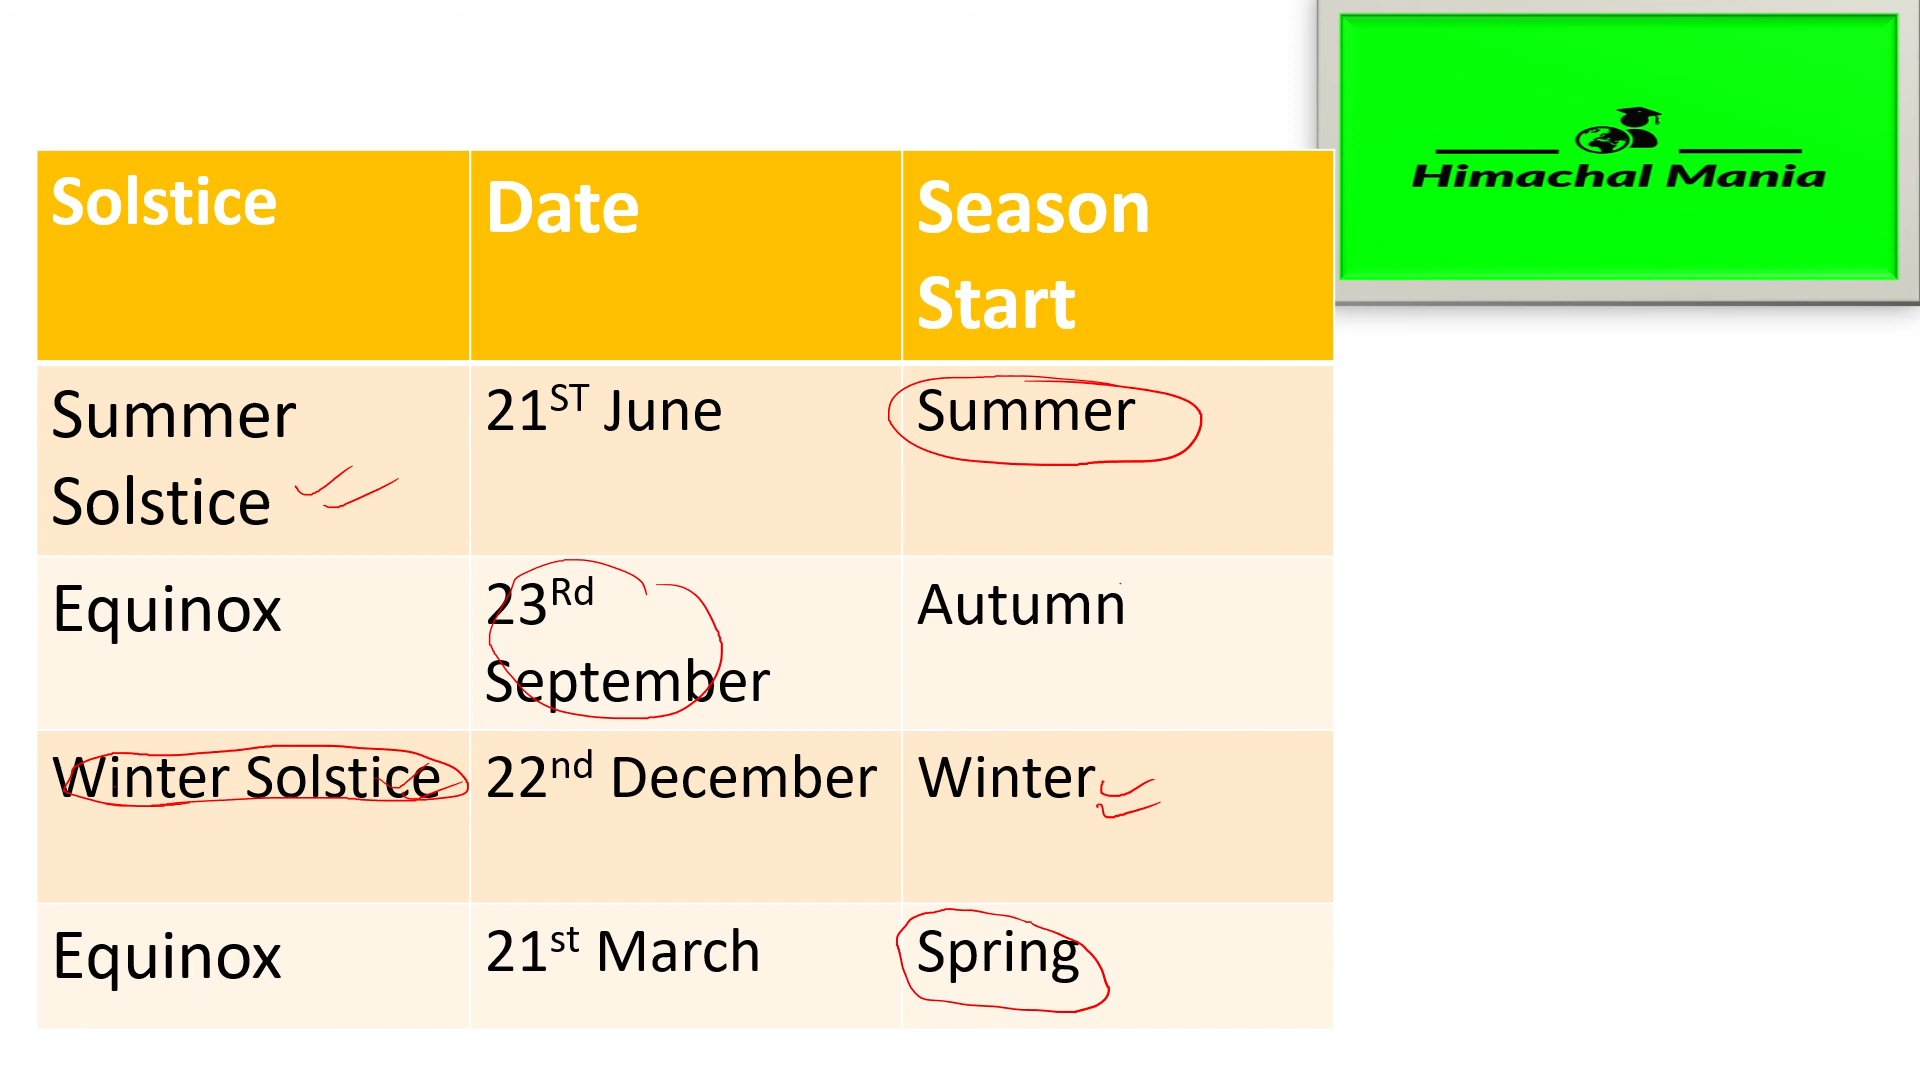 Solstice Date Season
Start
Summer 21ST June Summer
Solstice
Equinox 23Rd Autumn
September
Winter Solstice 22nd December Winter
Equinox 21st March Spring
Himachal Mania